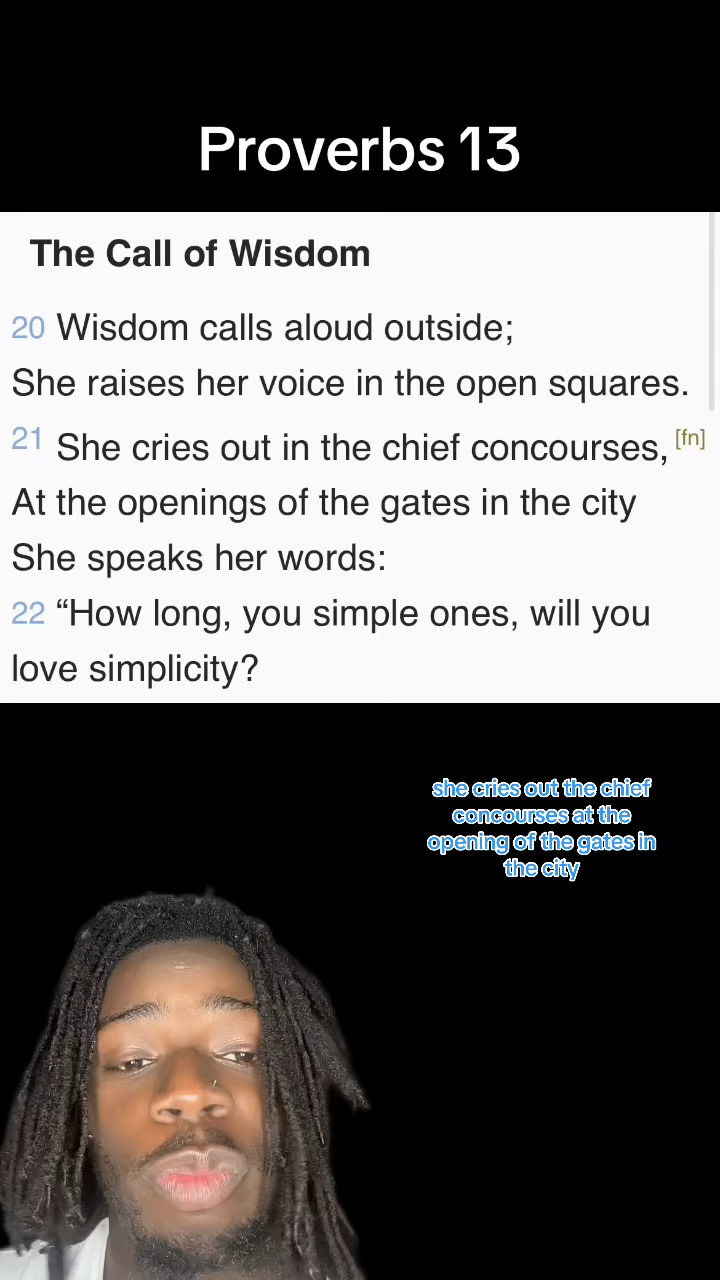 Proverbs 13
The Call of Wisdom
20 Wisdom calls aloud outside;
She raises her voice in the open squares.
21 She cries out in the chief concourses, [fn]
At the openings of the gates in the city
She speaks her words:
22 “How long, you simple ones, will you
love simplicity?
she cries out the chief
concourses at the
opening of the gates in
the city